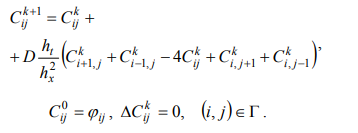 C_{ij}^{k+1} = C_{ij}^{k} +
+ D \frac{h_t}{h_x^2} \left( C_{i+1,j}^{k} + C_{i-1,j}^{k} - 4C_{ij}^{k} + C_{i,j+1}^{k} + C_{i,j-1}^{k} \right),
C_{ij}^{0} = \varphi_{ij}, \Delta C_{ij}^{k} = 0, (i, j) \in \Gamma.